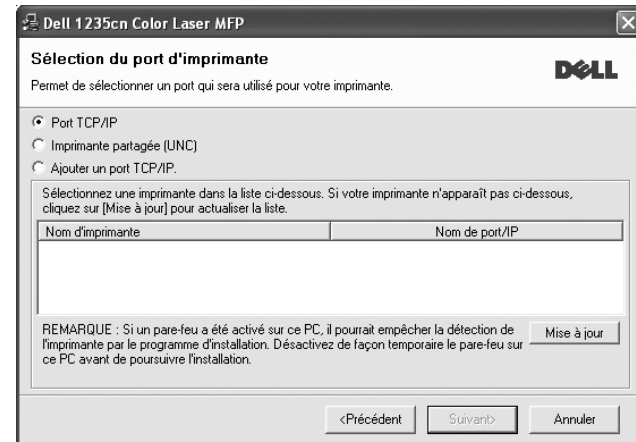 Dell 1235cn Color Laser MFP
Sélection du port d'imprimante
Permet de sélectionner un port qui sera utilisé pour votre imprimante.
DELL
Port TCP/IP
Imprimante partagée (UNC)
Ajouter un port TCP/IP.
Sélectionnez une imprimante dans la liste ci-dessous. Si votre imprimante n'apparaît pas ci-dessous,
cliquez sur [Mise à jour] pour actualiser la liste.
Nom d'imprimante Nom de port/IP
REMARQUE : Si un pare-feu a été activé sur ce PC, il pourrait empêcher la détection de
l'imprimante par le programme d'installation. Désactivez de façon temporaire le pare-feu sur
ce PC avant de poursuivre l'installation.
Mise à jour
<Précédent Suivant> Annuler